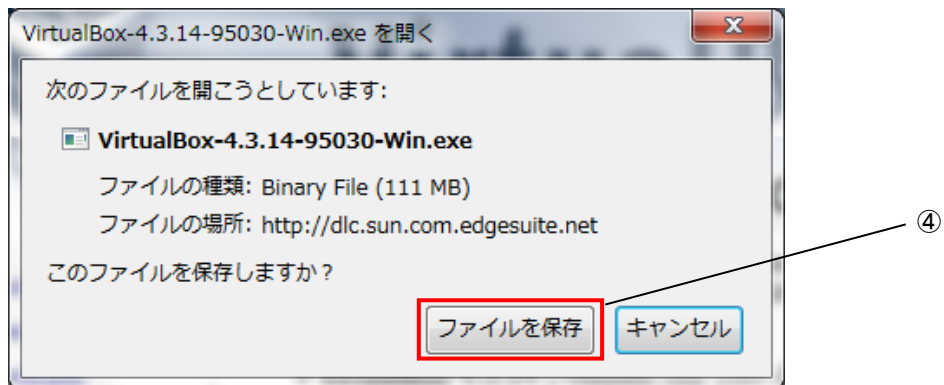 VirtualBox-4.3.14-95030-Win.exe を開く
次のファイルを開こうとしています:
VirtualBox-4.3.14-95030-Win.exe
ファイルの種類: Binary File (111 MB)
ファイルの場所: http://dlc.sun.com.edgesuite.net
④
このファイルを保存しますか？
ファイルを保存 キャンセル